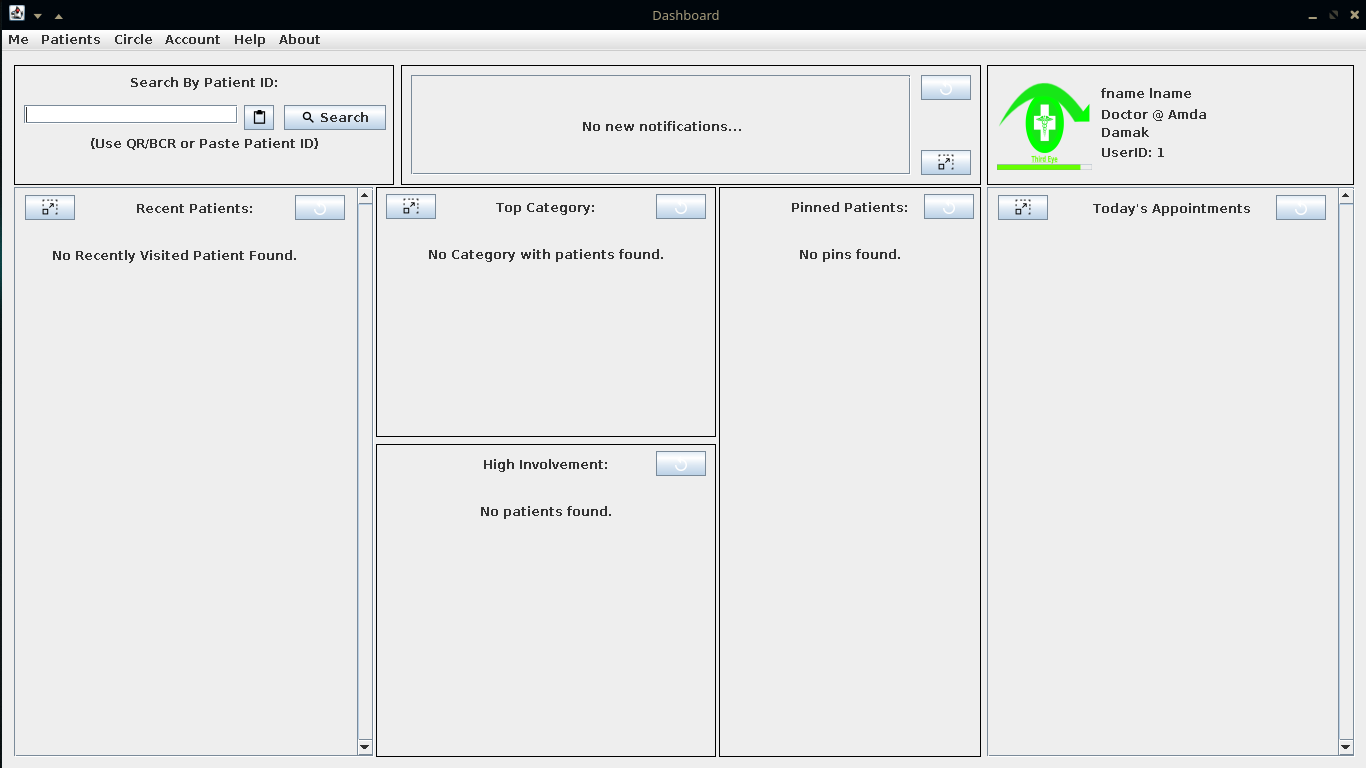 Dashboard
Me Patients Circle Account Help About
Search By Patient ID:
Search
(Use QR/BCR or Paste Patient ID)
No new notifications...
Third Eye
fname lname
Doctor @ Amda
Damak
UserID: 1
Recent Patients:
No Recently Visited Patient Found.
Top Category:
No Category with patients found.
High Involvement:
No patients found.
Pinned Patients:
No pins found.
Today's Appointments